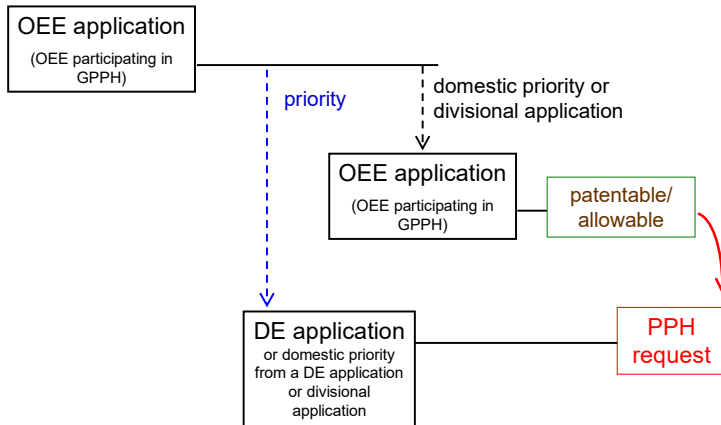 OEE application
(OEE participating in
GPPH)
priority
domestic priority or
divisional application
OEE application
(OEE participating in
GPPH)
patentable/
allowable
DE application
or domestic priority
from a DE application
or divisional
application
PPH
request